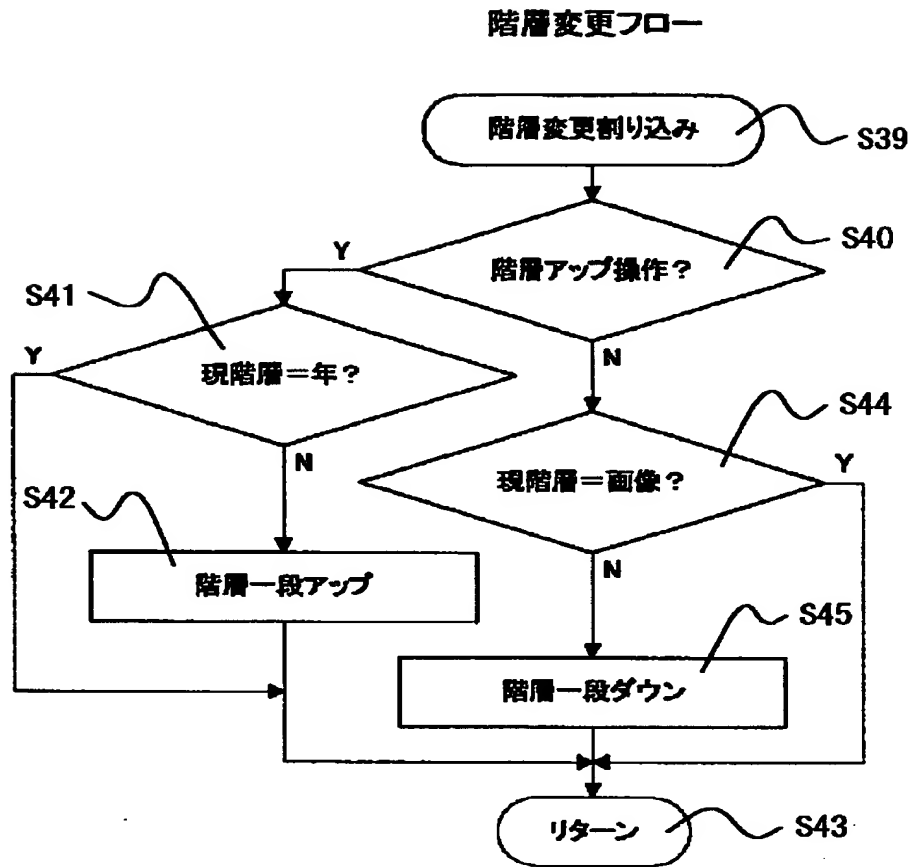 階層変更フロー
階層変更割り込み
S39
S40
Y
階層アップ操作？
S41
Y
N
現階層＝年？
S44
N
現階層＝画像？
Y
S42
階層一段アップ
N
S45
階層一段ダウン
リターン
S43